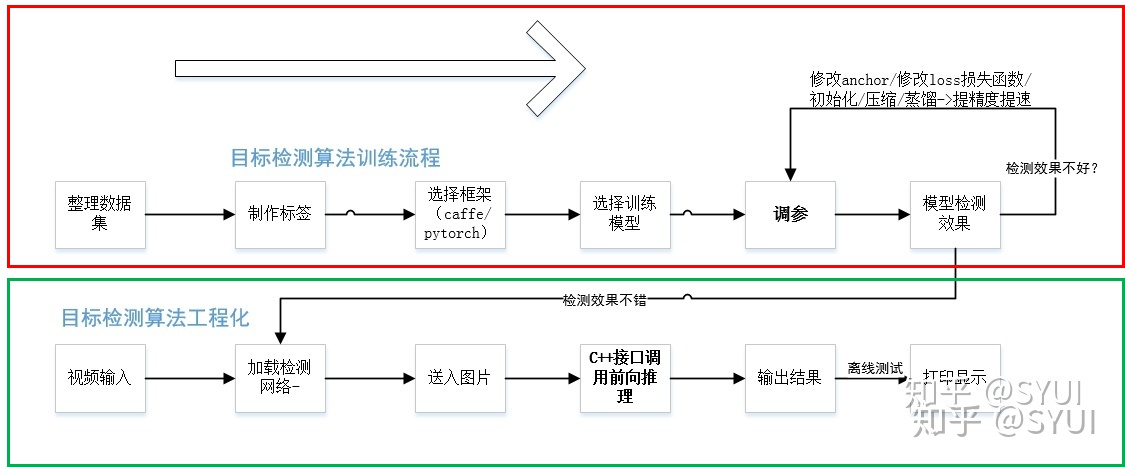 修改anchor/修改loss损失函数/
初始化/压缩/蒸馏->提精度提速
目标检测算法训练流程
检测效果不好?
整理数据
集
制作标签
选择框架
（caffe/
pytorch）
选择训练
模型
调参
模型检测
效果
检测效果不错
目标检测算法工程化
视频输入
加载检测
网络-
送入图片
C++接口调
用前向推
理
输出结果
离线测试
打印显示
知乎 @SYUI
知乎 @SYUI